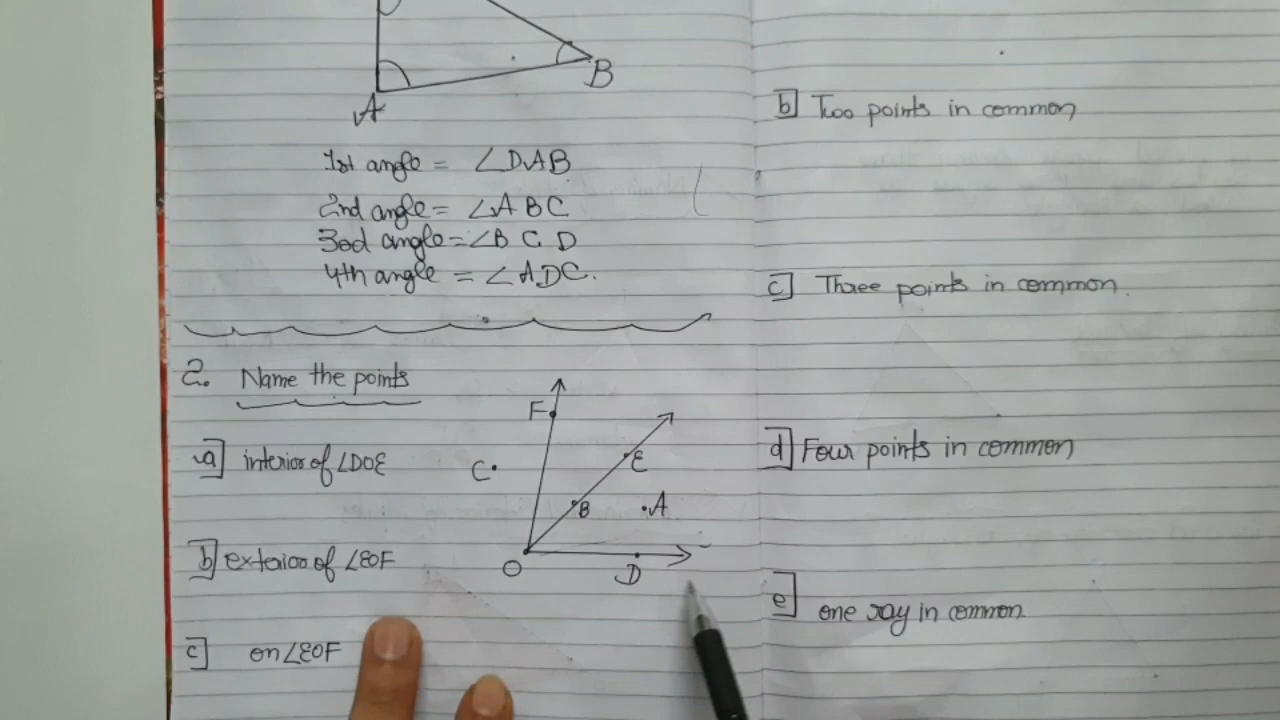 A
B
1st angle = ∠DAB
2nd angle = ∠ABC
3rd angle = ∠BCD
4th angle = ∠ADC.
2. Name the points
a] interior of ∠DOE
b] exterior of ∠EOF
c] on ∠EOF
F
C
E
B
A
O
D
b] Two points in common
c] Three points in common.
d] Four points in common
e] one ray in common